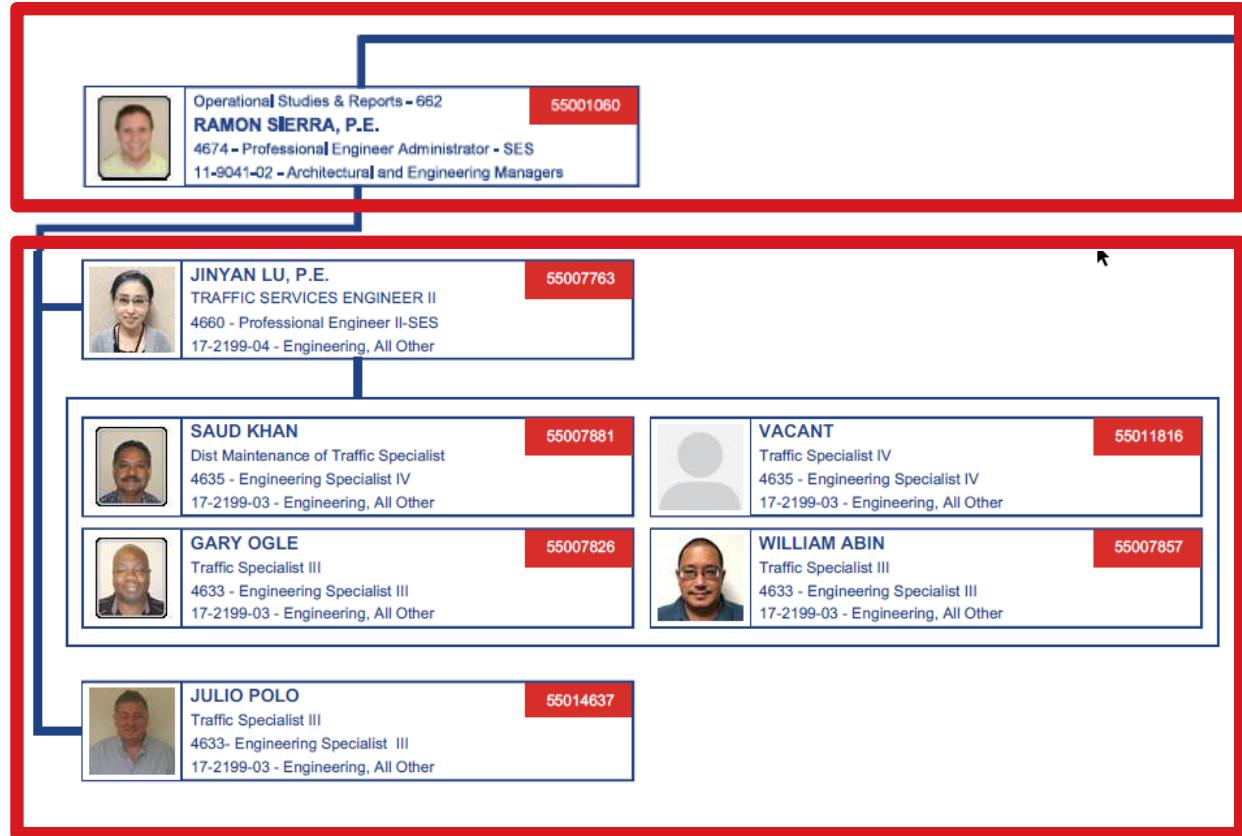 Operational Studies & Reports - 662
55001060
RAMON SIERRA, P.E.
4674 - Professional Engineer Administrator - SES
11-9041-02 - Architectural and Engineering Managers
JINYAN LU, P.E.
55007763
TRAFFIC SERVICES ENGINEER II
4660 - Professional Engineer II-SES
17-2199-04 - Engineering, All Other
SAUD KHAN
55007881
Dist Maintenance of Traffic Specialist
4635 - Engineering Specialist IV
17-2199-03 - Engineering, All Other
VACANT
55011816
Traffic Specialist IV
4635 - Engineering Specialist IV
17-2199-03 - Engineering, All Other
GARY OGLE
55007826
Traffic Specialist III
4633 - Engineering Specialist III
17-2199-03 - Engineering, All Other
WILLIAM ABIN
55007857
Traffic Specialist III
4633 - Engineering Specialist III
17-2199-03 - Engineering, All Other
JULIO POLO
55014637
Traffic Specialist III
4633- Engineering Specialist III
17-2199-03 - Engineering, All Other